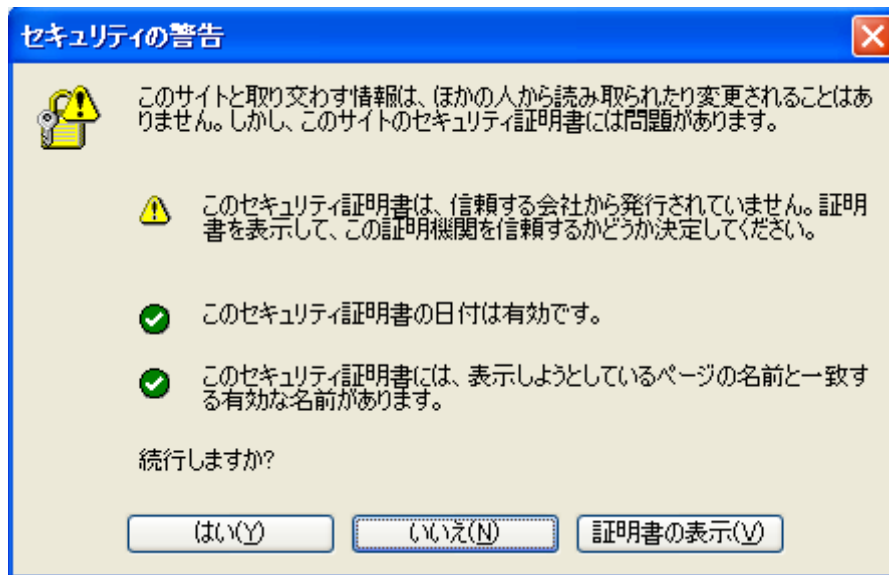 セキュリティの警告
このサイトと取り交わす情報は、ほかの人から読み取られたり変更されることはあ
りません。しかし、このサイトのセキュリティ証明書には問題があります。
このセキュリティ証明書は、信頼する会社から発行されていません。証明
書を表示して、この証明機関を信頼するかどうか決定してください。
このセキュリティ証明書の日付は有効です。
このセキュリティ証明書には、表示しようとしているページの名前と一致す
る有効な名前があります。
続行しますか?
はい(Y) いいえ(N) 証明書の表示(V)